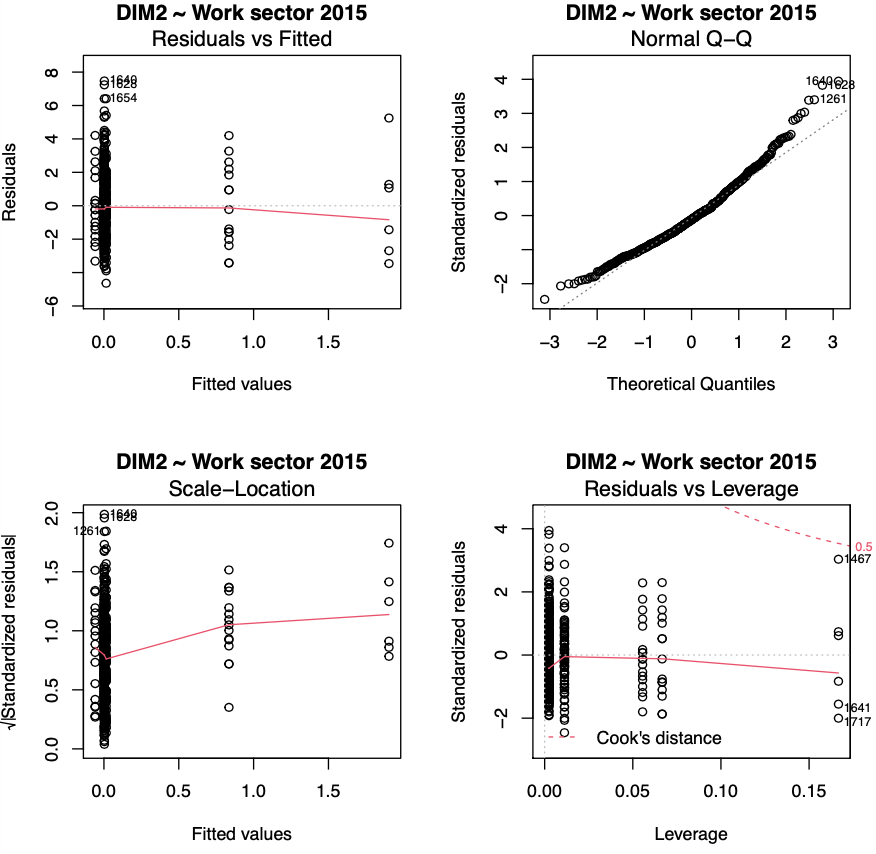 DIM2 ~ Work sector 2015
Residuals vs Fitted
Residuals
8
6
4
2
0
−2
−6
1640
1628
1654
0.0 0.5 1.0 1.5
Fitted values
DIM2 ~ Work sector 2015
Normal Q−Q
Standardized residuals
4
3
2
1
0
−2
1640
1628
1261
−3 −2 −1 0 1 2 3
Theoretical Quantiles
DIM2 ~ Work sector 2015
Scale−Location
√|Standardized residuals|
2.0
1.5
1.0
0.5
0.0
1640
1628
1261
0.0 0.5 1.0 1.5
Fitted values
DIM2 ~ Work sector 2015
Residuals vs Leverage
Standardized residuals
4
2
0
−2
0.5
1467
1641
1717
Cook's distance
0.00 0.05 0.10 0.15
Leverage